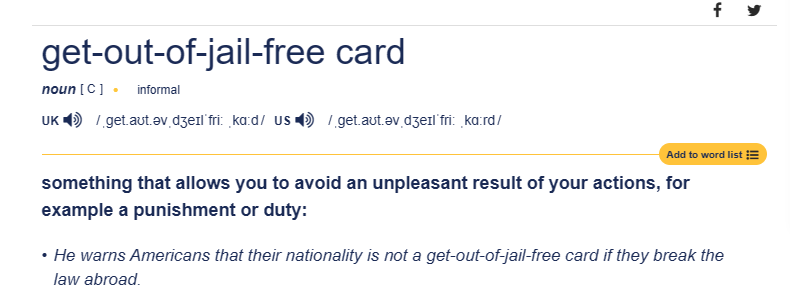 get-out-of-jail-free card
noun [ C ] • informal
UK /ˌget.aʊt.əvˌdʒeɪlˈfriː ˌkɑːd/ US /ˌget.aʊt.əvˌdʒeɪlˈfriː ˌkɑːrd/
Add to word list
something that allows you to avoid an unpleasant result of your actions, for
example a punishment or duty:
• He warns Americans that their nationality is not a get-out-of-jail-free card if they break the
law abroad.